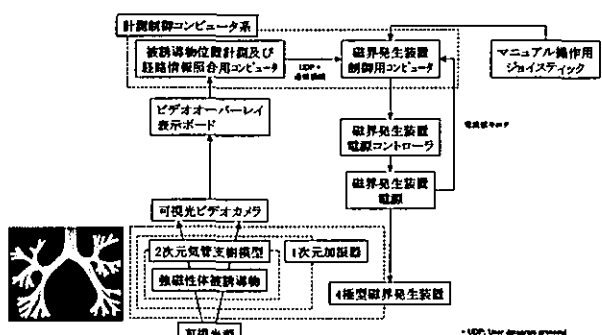 計測制御コンピュータ系
被誘導物位置計測及び
経路情報照合用コンピュータ
UDP *
磁界発生装置
制御用コンピュータ
マニュアル操作用
ジョイスティック
ビデオオーバーレイ
表示ボード
磁界発生装置
電源コントローラ
磁界発生装置
電源
可視光ビデオカメラ
2次元気管支樹模型
1次元加振器
強磁性体被誘導物
4極型磁界発生装置
可視光源
* UDP: User